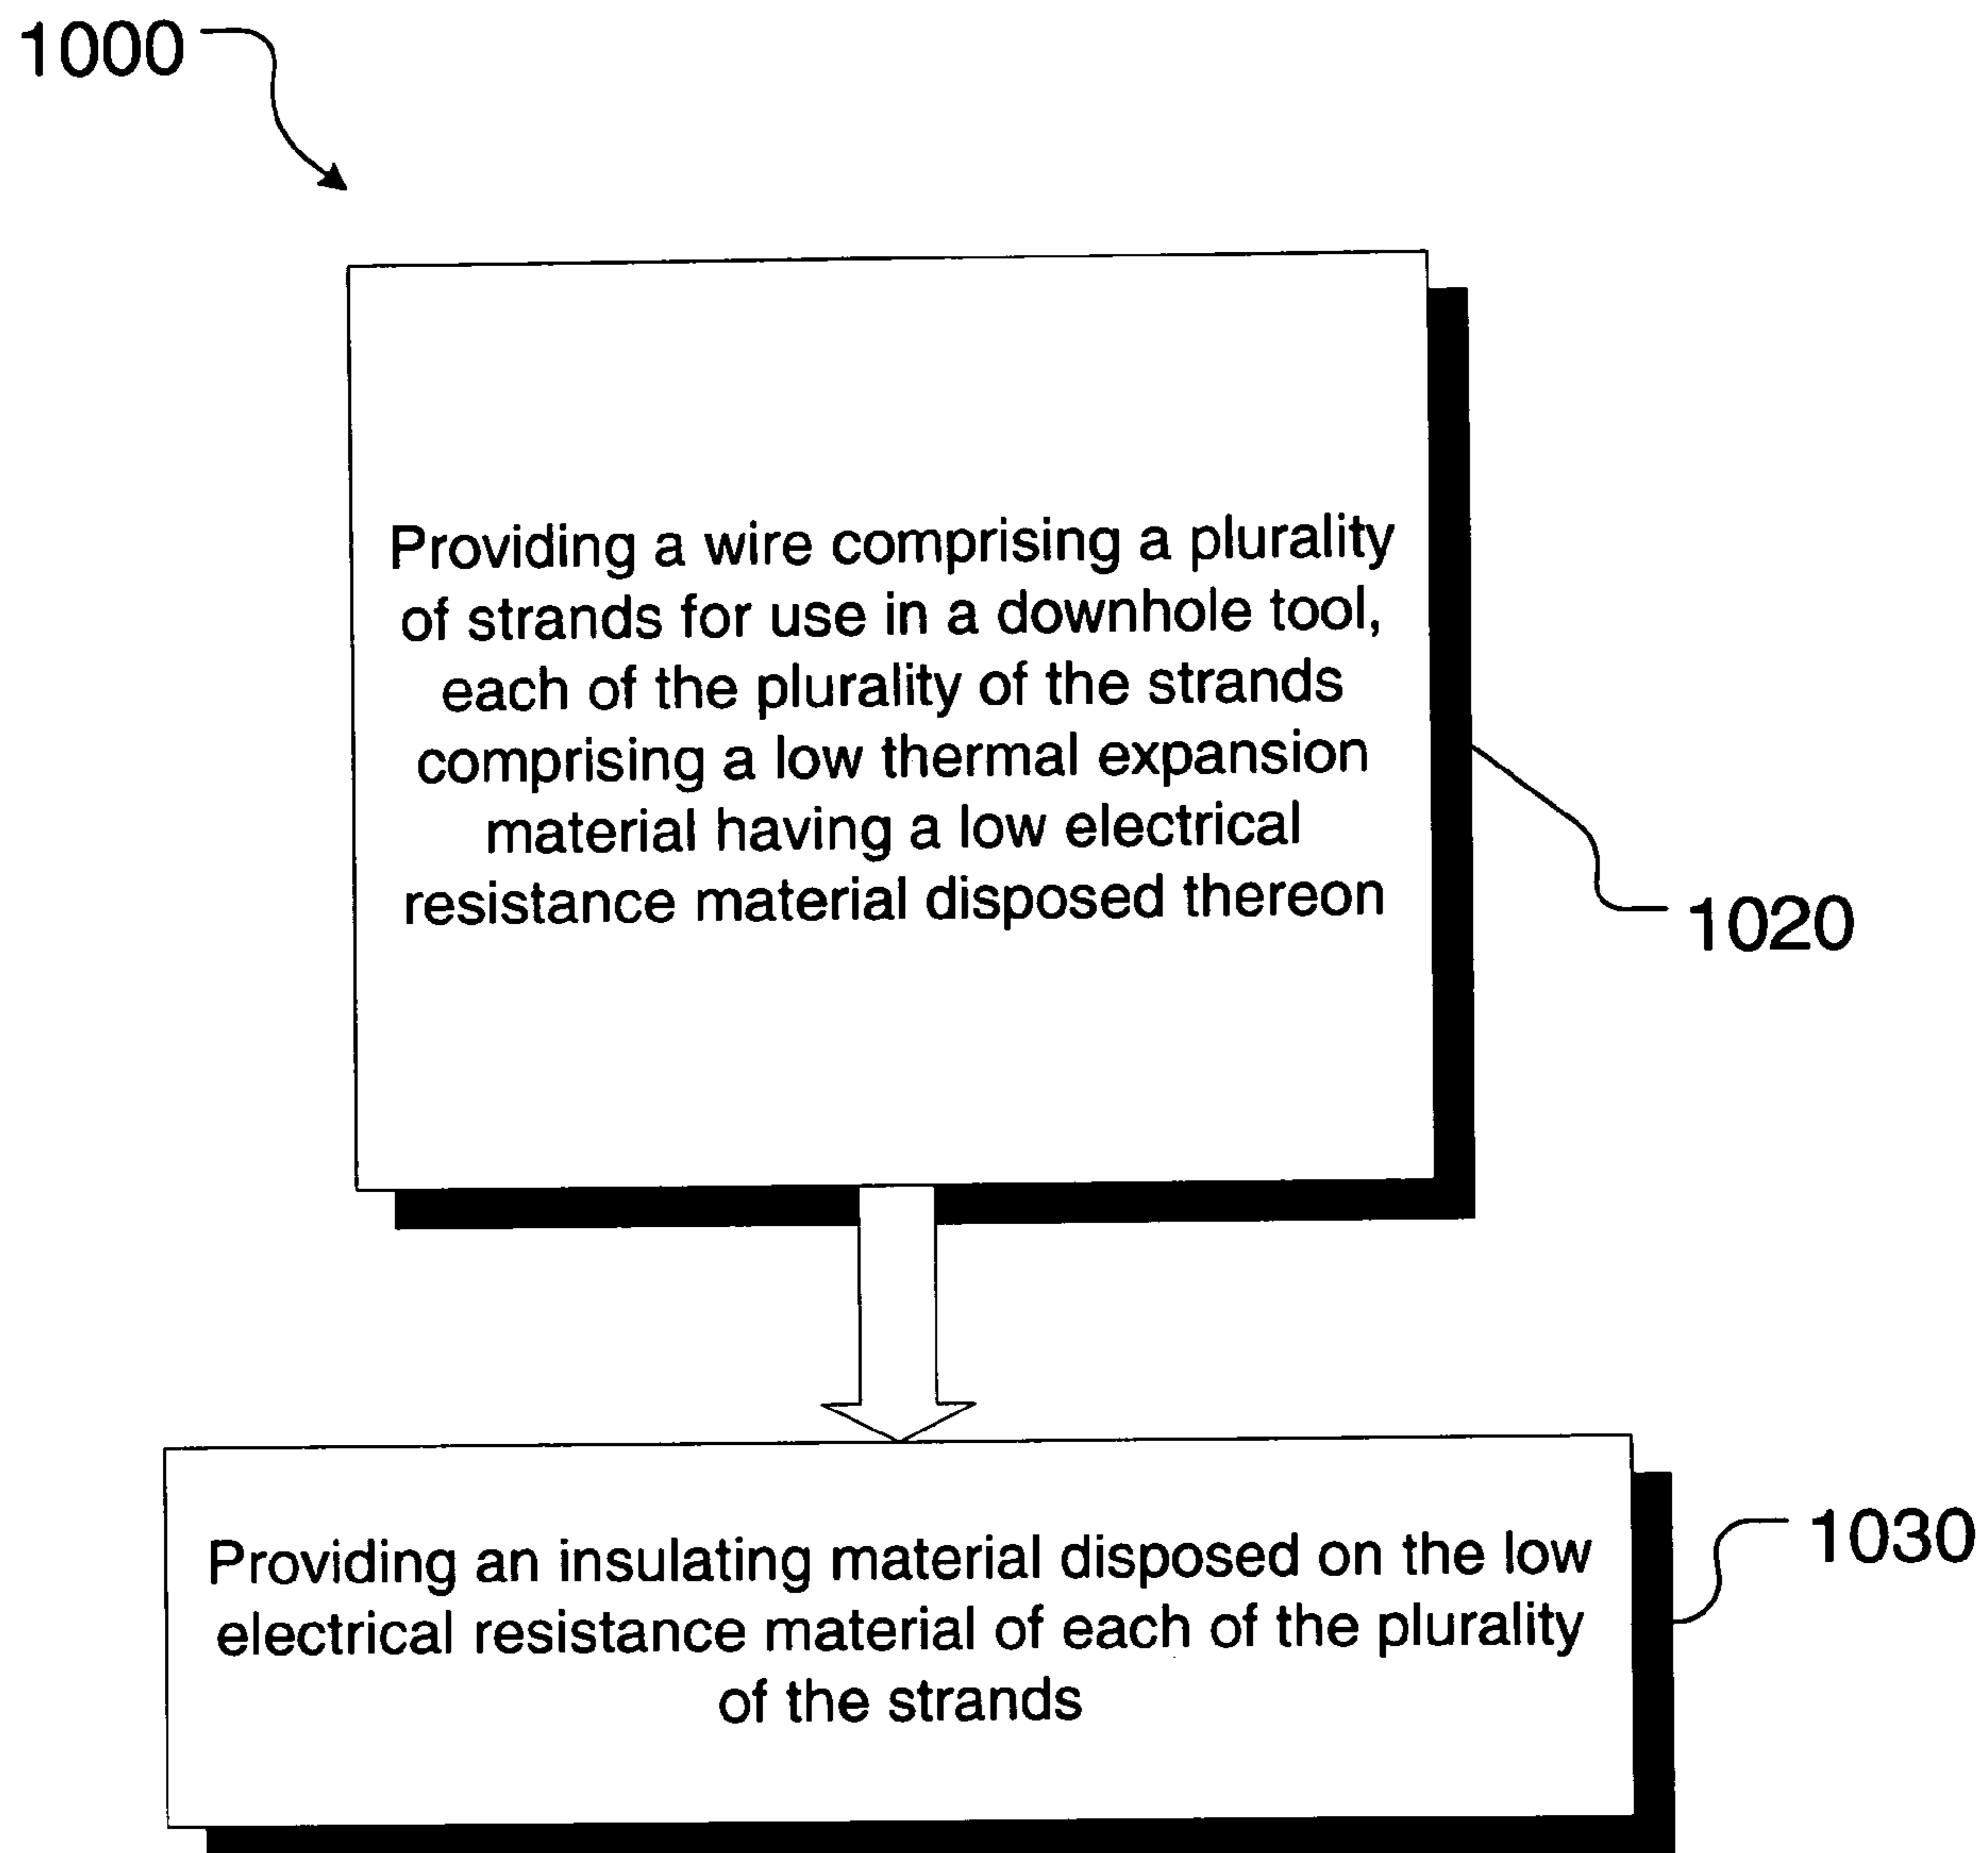 1000
Providing a wire comprising a plurality
of strands for use in a downhole tool,
each of the plurality of the strands
comprising a low thermal expansion
material having a low electrical
resistance material disposed thereon
1020
Providing an insulating material disposed on the low
electrical resistance material of each of the plurality
of the strands
1030